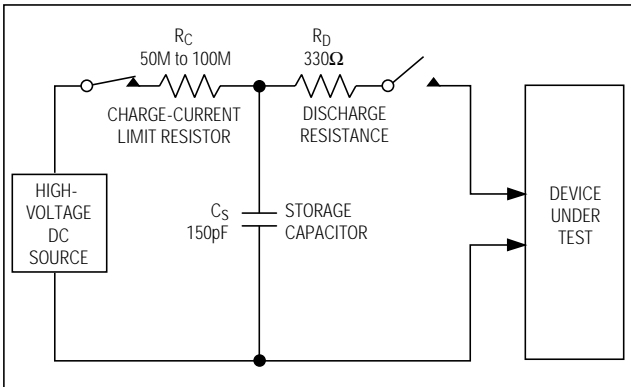 R_C
50M to 100M
CHARGE-CURRENT
LIMIT RESISTOR
R_D
330Ω
DISCHARGE
RESISTANCE
HIGH-
VOLTAGE
DC
SOURCE
C_S
150pF
STORAGE
CAPACITOR
DEVICE
UNDER
TEST